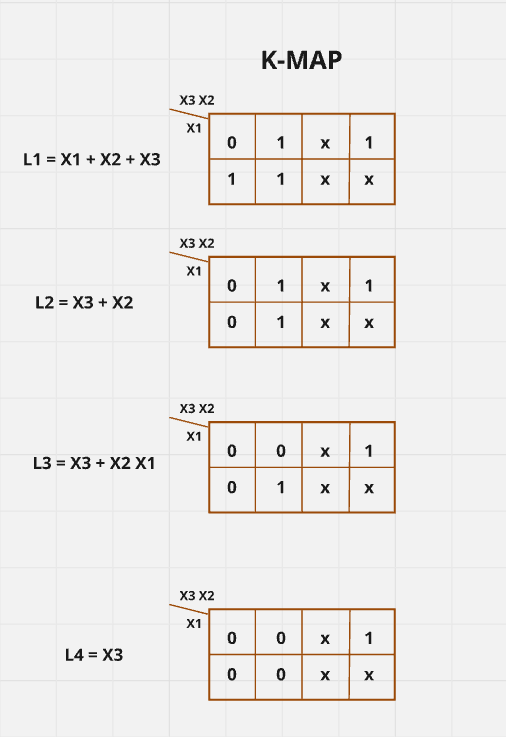 K-MAP
X3 X2
X1
L1 = X1 + X2 + X3
0 1 x 1
1 1 x x
X3 X2
X1
L2 = X3 + X2
0 1 x 1
0 1 x x
X3 X2
X1
L3 = X3 + X2 X1
0 0 x 1
0 1 x x
X3 X2
X1
L4 = X3
0 0 x 1
0 0 x x